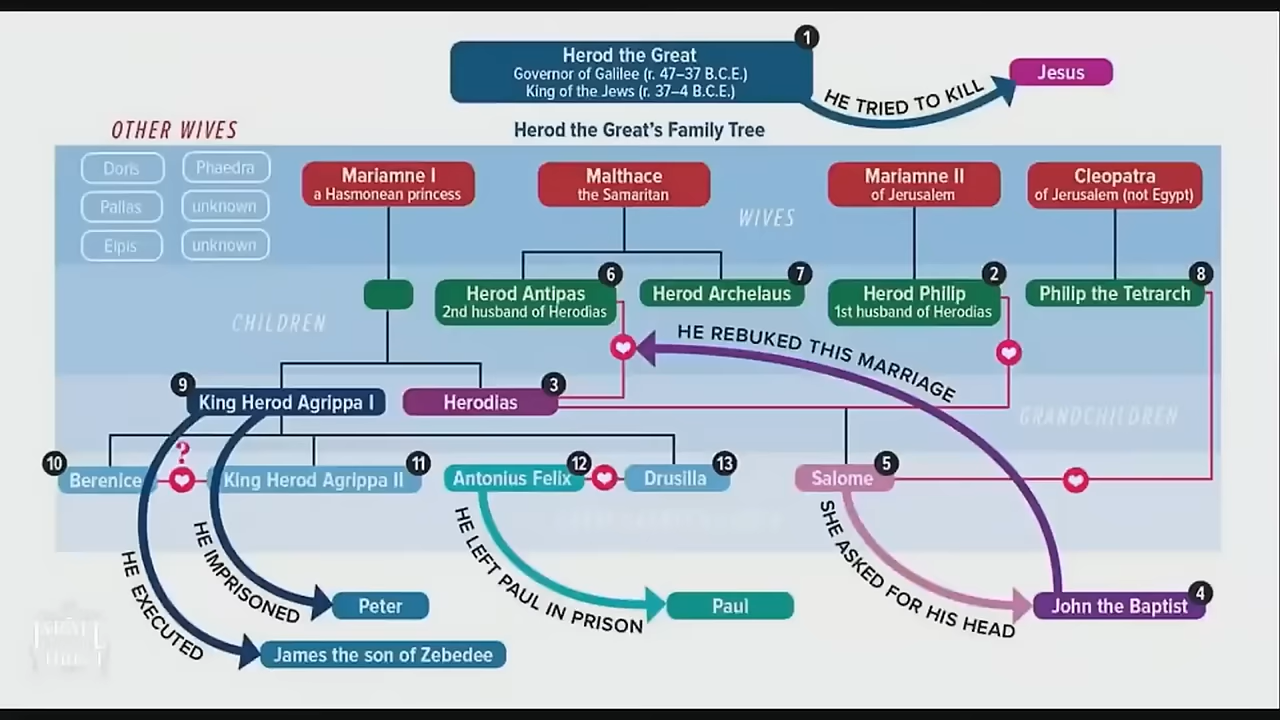 1
Herod the Great
Governor of Galilee (r. 47–37 B.C.E.)
King of the Jews (r. 37–4 B.C.E.)
HE TRIED TO KILL
Jesus
Herod the Great's Family Tree
OTHER WIVES
Doris
Phaedra
Pallas
unknown
Elpis
unknown
Mariamne I
a Hasmonean princess
Malthace
the Samaritan
Mariamne II
of Jerusalem
Cleopatra
of Jerusalem (not Egypt)
WIVES
CHILDREN
6
Herod Antipas
2nd husband of Herodias
7
Herod Archelaus
2
Herod Philip
1st husband of Herodias
8
Philip the Tetrarch
HE REBUKED THIS MARRIAGE
9
King Herod Agrippa I
3
Herodias
GRANDCHILDREN
10
Berenice
?
11
King Herod Agrippa II
12
Antonius Felix
13
Drusilla
5
Salome
HE EXECUTED
HE IMPRISONED
HE LEFT PAUL IN PRISON
SHE ASKED FOR HIS HEAD
Peter
Paul
4
John the Baptist
James the son of Zebedee